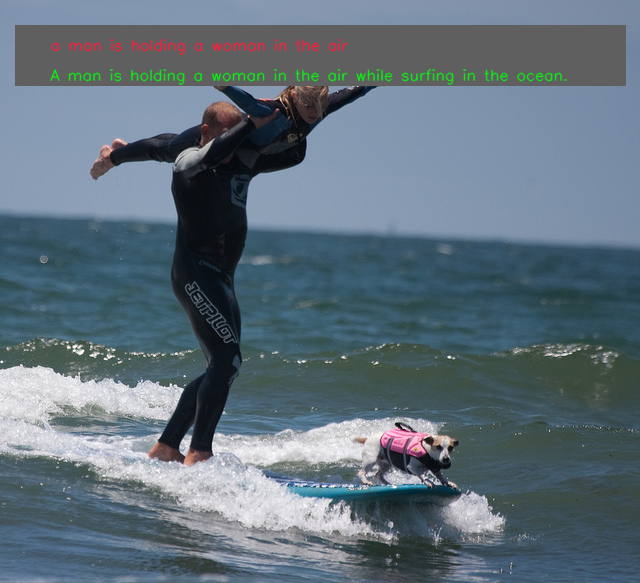 a man is holding a woman in the air
A man is holding a woman in the air while surfing in the ocean.
JETPILOT